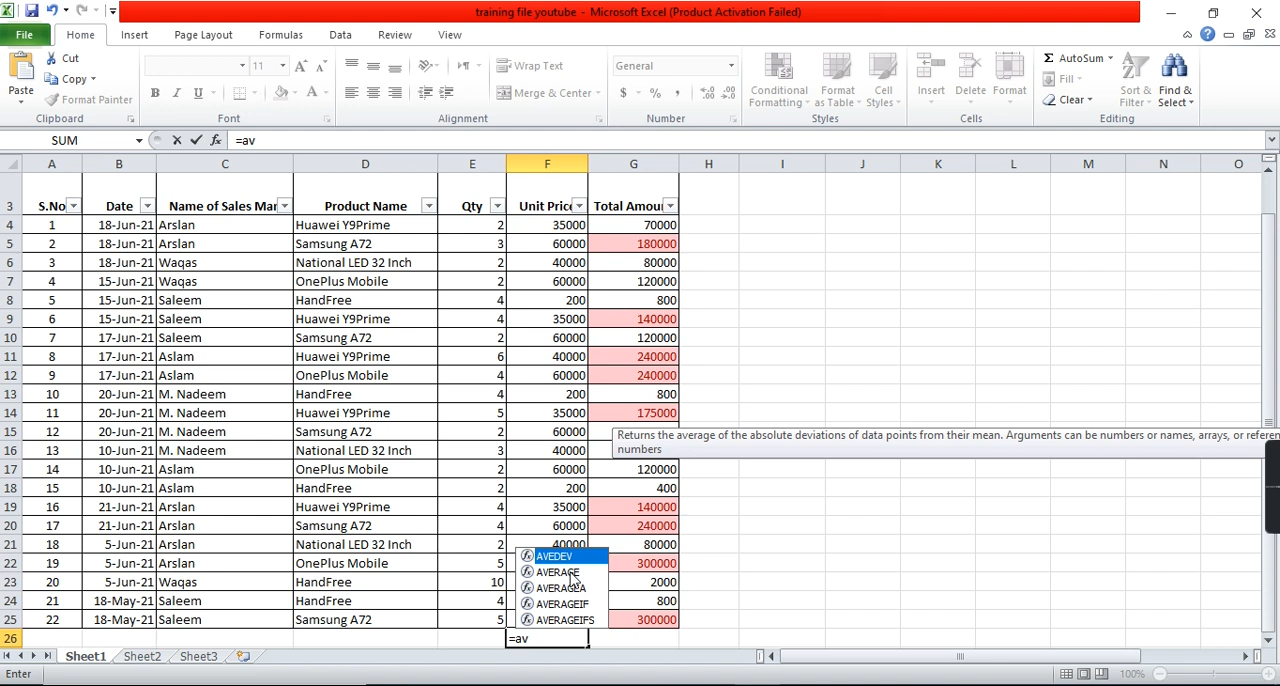 training file youtube - Microsoft Excel (Product Activation Failed)
File Home Insert Page Layout Formulas Data Review View
Paste Cut Copy Format Painter Clipboard
11 A A B I U A Font
Wrap Text Merge & Center Alignment
General $ % , Number
Conditional Formatting Format as Table Cell Styles Styles
Insert Delete Format Cells
Σ AutoSum Fill Clear Sort & Filter Find & Select Editing
SUM fx =av
A B C D E F G H I J K L M N O
3 S.No Date Name of Sales Man Product Name Qty Unit Price Total Amou
4 1 18-Jun-21 Arslan Huawei Y9Prime 2 35000 70000
5 2 18-Jun-21 Arslan Samsung A72 3 60000 180000
6 3 18-Jun-21 Waqas National LED 32 Inch 2 40000 80000
7 4 15-Jun-21 Waqas OnePlus Mobile 2 60000 120000
8 5 15-Jun-21 Saleem HandFree 4 200 800
9 6 15-Jun-21 Saleem Huawei Y9Prime 4 35000 140000
10 7 17-Jun-21 Saleem Samsung A72 2 60000 120000
11 8 17-Jun-21 Aslam Huawei Y9Prime 6 40000 240000
12 9 17-Jun-21 Aslam OnePlus Mobile 4 60000 240000
13 10 20-Jun-21 M. Nadeem HandFree 4 200 800
14 11 20-Jun-21 M. Nadeem Huawei Y9Prime 5 35000 175000
15 12 20-Jun-21 M. Nadeem Samsung A72 2 60000
Returns the average of the absolute deviations of data points from their mean. Arguments can be numbers or names, arrays, or referen
numbers
16 13 10-Jun-21 M. Nadeem National LED 32 Inch 3 40000
17 14 10-Jun-21 Aslam OnePlus Mobile 2 60000 120000
18 15 10-Jun-21 Aslam HandFree 2 200 400
19 16 21-Jun-21 Arslan Huawei Y9Prime 4 35000 140000
20 17 21-Jun-21 Arslan Samsung A72 4 60000 240000
21 18 5-Jun-21 Arslan National LED 32 Inch 2 40000 80000
22 19 5-Jun-21 Arslan OnePlus Mobile 5 300000
23 20 5-Jun-21 Waqas HandFree 10 2000
24 21 18-May-21 Saleem HandFree 4 800
25 22 18-May-21 Saleem Samsung A72 5 300000
AVEDEV
AVERAGE
AVERAGEA
AVERAGEIF
AVERAGEIFS
26 =av
Sheet1 Sheet2 Sheet3
Enter 100%